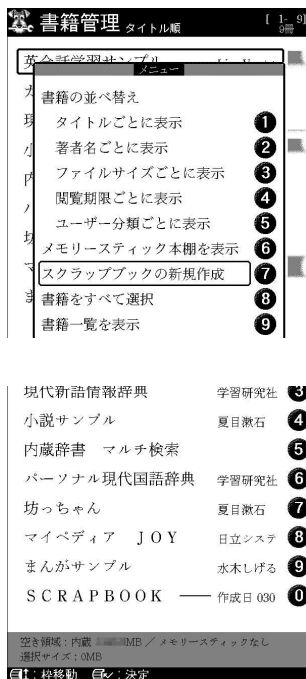 書籍管理 タイトル順 [ 1- 9]
9冊
メニュー
書籍の並べ替え
タイトルごとに表示 1
著者名ごとに表示 2
ファイルサイズごとに表示 3
閲覧期限ごとに表示 4
ユーザー分類ごとに表示 5
メモリースティック本棚を表示 6
スクラップブックの新規作成 7
書籍をすべて選択 8
書籍一覧を表示 9
現代新語情報辞典 学習研究社 3
小説サンプル 夏目漱石 4
内蔵辞書 マルチ検索 5
パーソナル現代国語辞典 学習研究社 6
坊っちゃん 夏目漱石 7
マイペディア JOY 日立システ 8
まんがサンプル 水木しげる 9
SCRAPBOOK ── 作成日 030 0
空き領域：内蔵 MB／メモリースティックなし
選択サイズ：0MB
：枠移動 ：決定